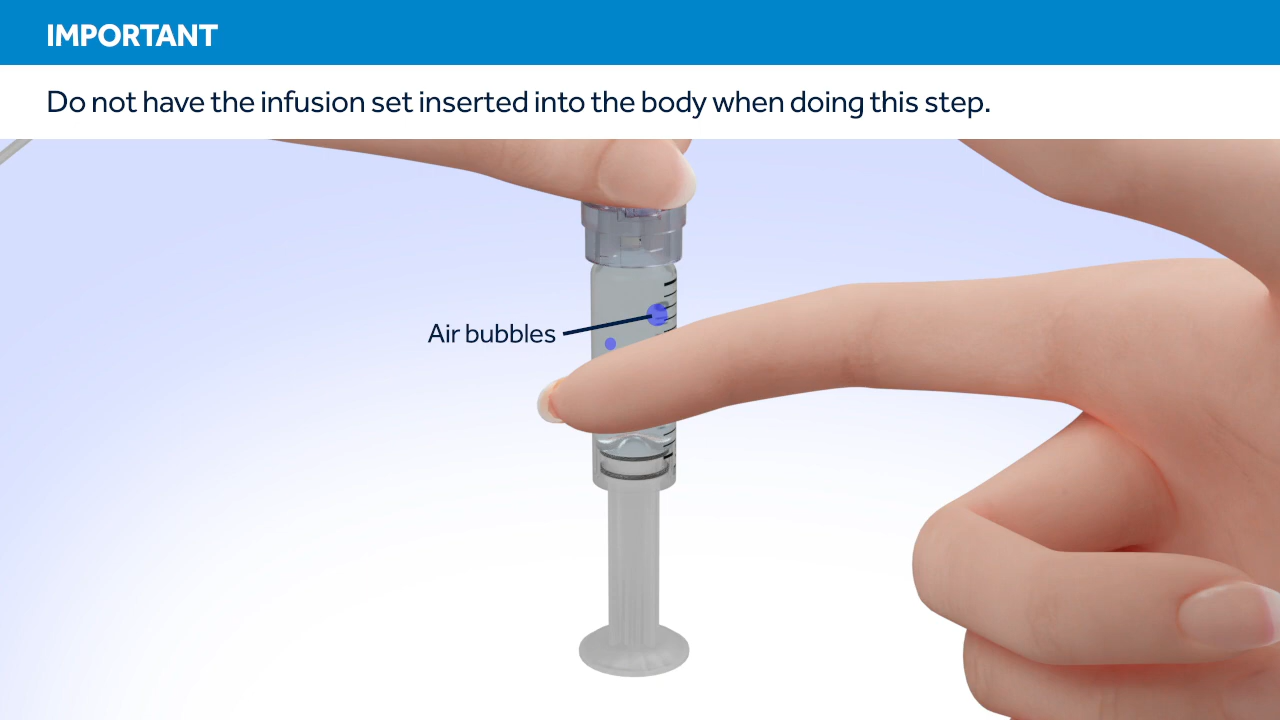 IMPORTANT
Do not have the infusion set inserted into the body when doing this step.
Air bubbles